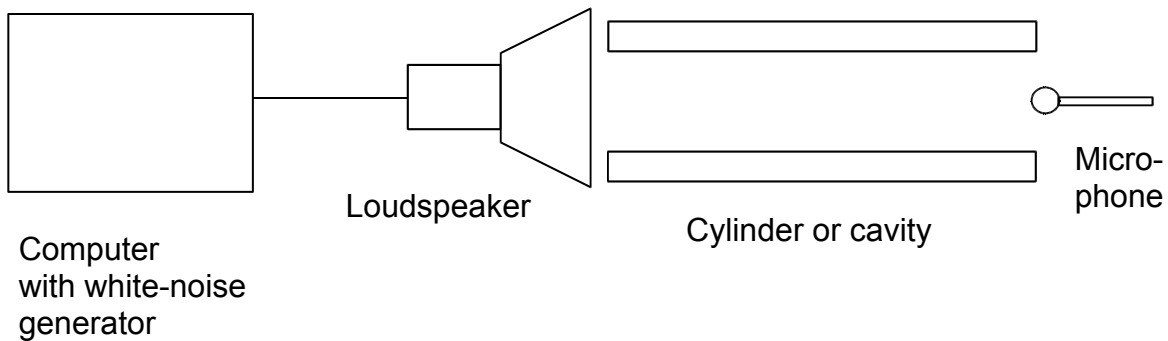 Loudspeaker
Micro-
phone
Cylinder or cavity
Computer
with white-noise
generator